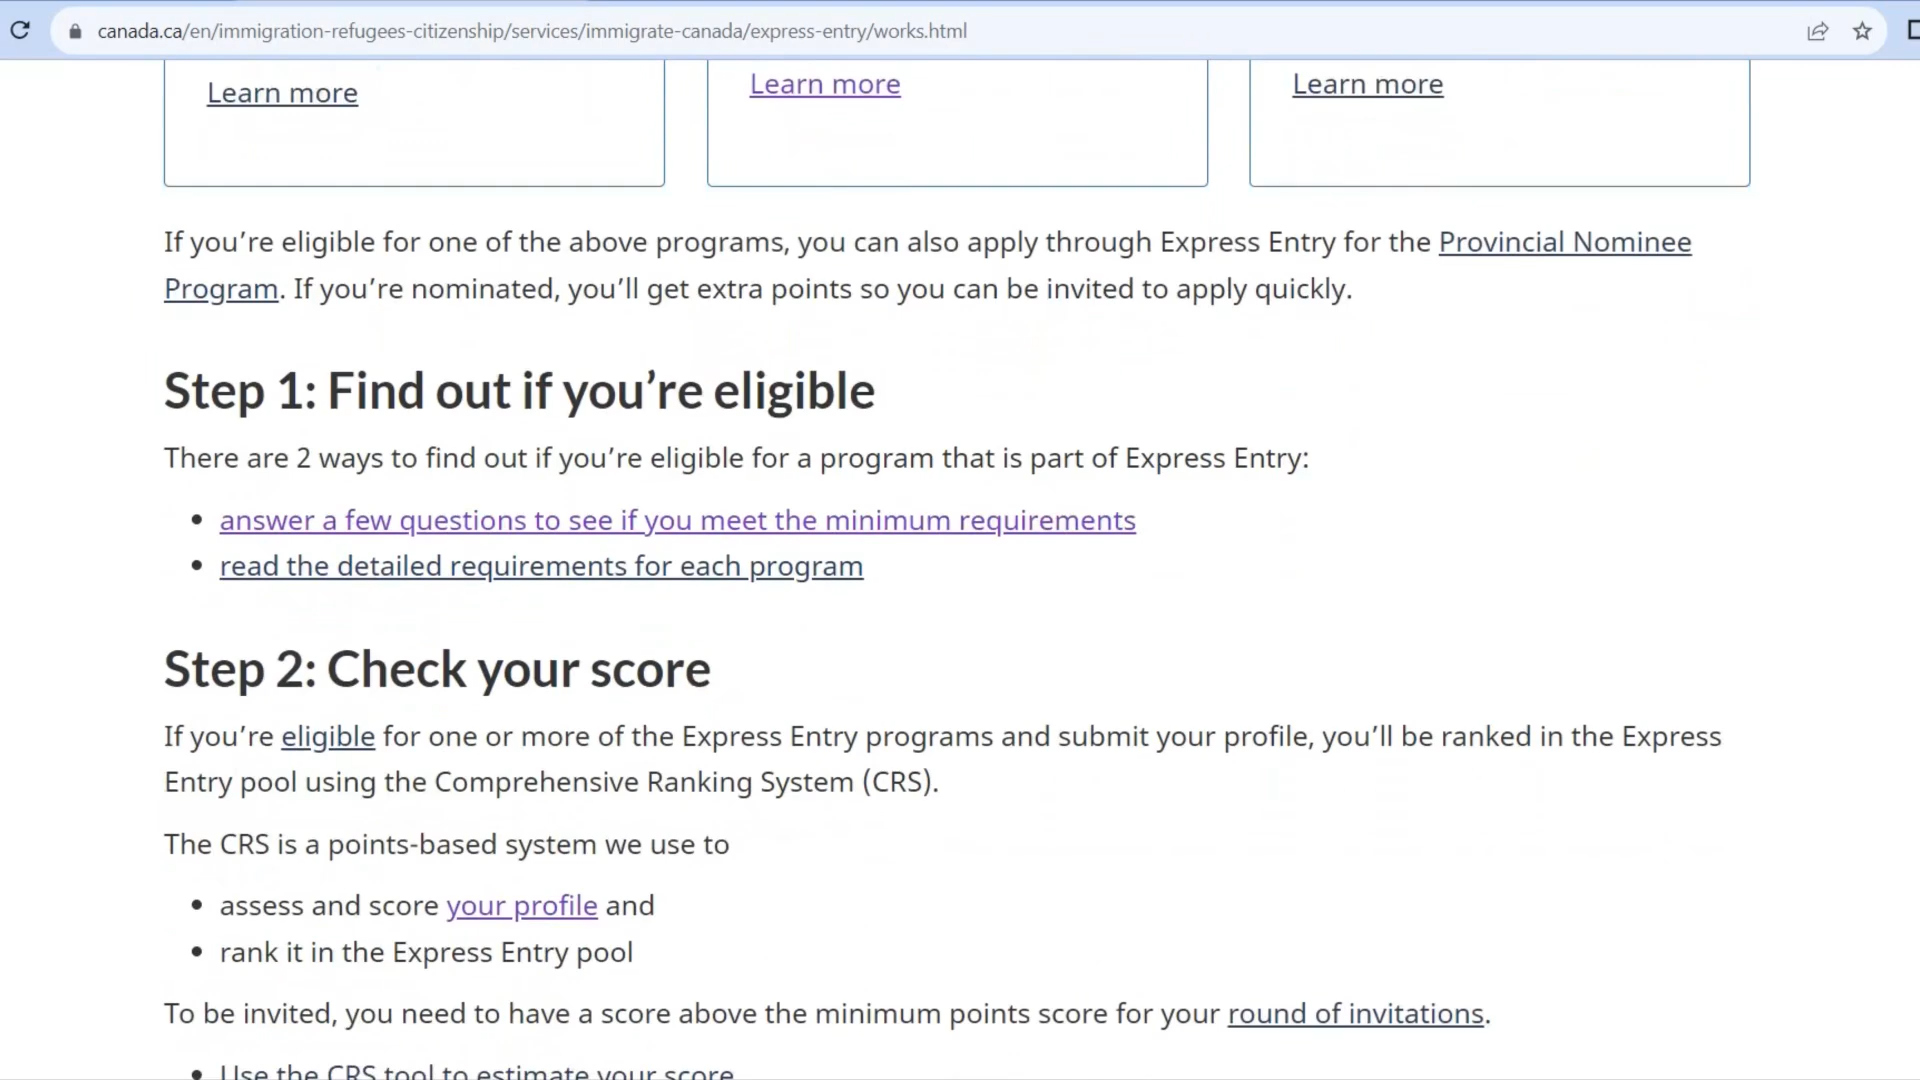 canada.ca/en/immigration-refugees-citizenship/services/immigrate-canada/express-entry/works.html
Learn more
Learn more
Learn more
If you’re eligible for one of the above programs, you can also apply through Express Entry for the Provincial Nominee
Program. If you’re nominated, you’ll get extra points so you can be invited to apply quickly.
Step 1: Find out if you’re eligible
There are 2 ways to find out if you’re eligible for a program that is part of Express Entry:
• answer a few questions to see if you meet the minimum requirements
• read the detailed requirements for each program
Step 2: Check your score
If you’re eligible for one or more of the Express Entry programs and submit your profile, you’ll be ranked in the Express
Entry pool using the Comprehensive Ranking System (CRS).
The CRS is a points-based system we use to
• assess and score your profile and
• rank it in the Express Entry pool
To be invited, you need to have a score above the minimum points score for your round of invitations.
• Use the CRS tool to estimate your score